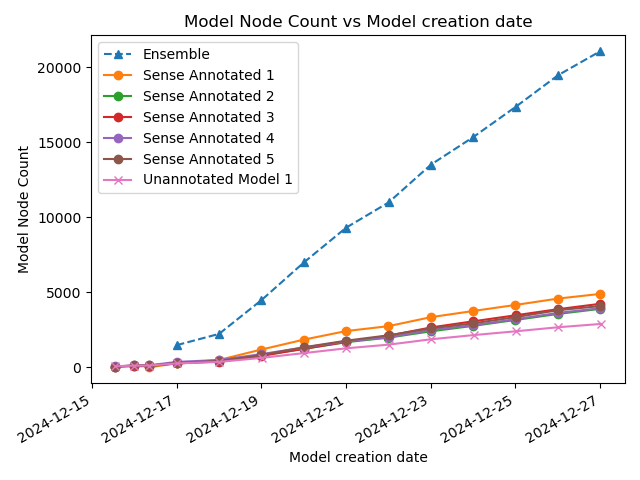 Model Node Count vs Model creation date
Ensemble
Sense Annotated 1
Sense Annotated 2
Sense Annotated 3
Sense Annotated 4
Sense Annotated 5
Unannotated Model 1
Model Node Count
20000
15000
10000
5000
0
2024-12-15
2024-12-17
2024-12-19
2024-12-21
2024-12-23
2024-12-25
2024-12-27
Model creation date